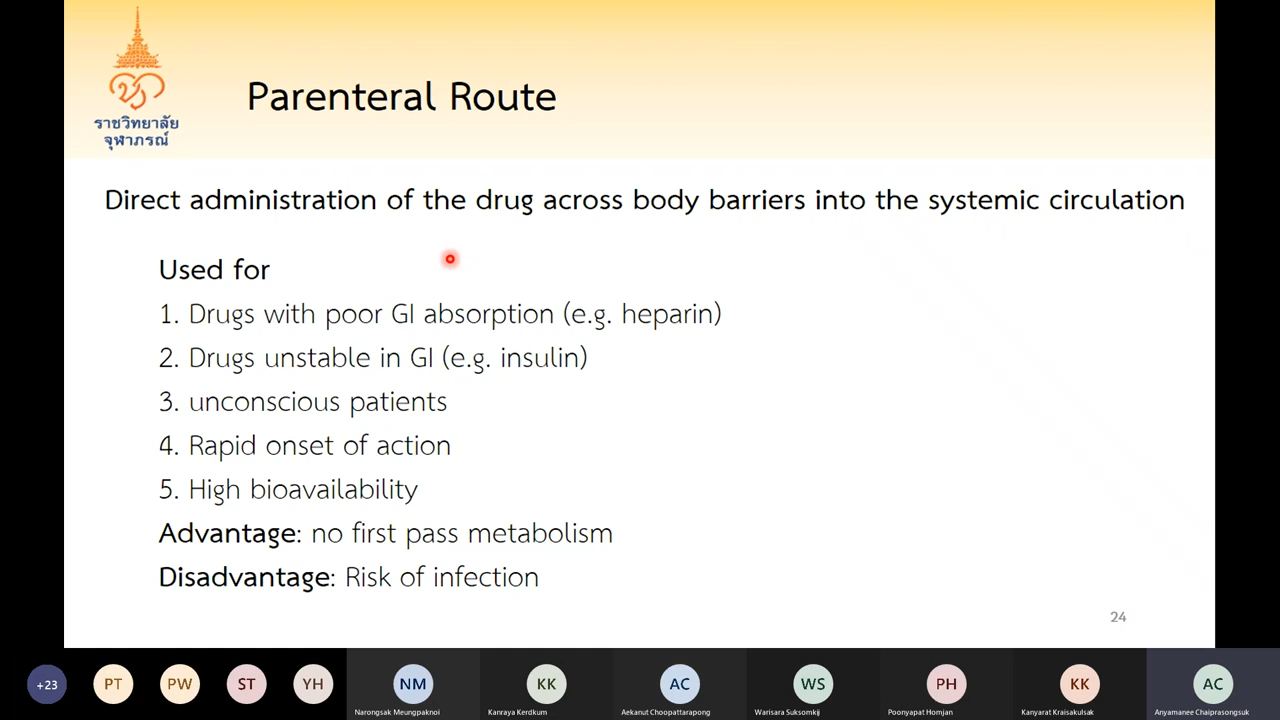 ราชวิทยาลัย
จุฬาภรณ์
Parenteral Route
Direct administration of the drug across body barriers into the systemic circulation
Used for
1. Drugs with poor GI absorption (e.g. heparin)
2. Drugs unstable in GI (e.g. insulin)
3. unconscious patients
4. Rapid onset of action
5. High bioavailability
Advantage: no first pass metabolism
Disadvantage: Risk of infection
24
+23 PT PW ST YH NM KK AC WS PH KK AC
Narongsak Meungpaknoi Kanraya Kerdkum Aekanut Choopattarapong Warisara Suksomkij Poonyapat Homjan Kanyarat Kraisakulsak Anyamanee Chaiprasongsuk